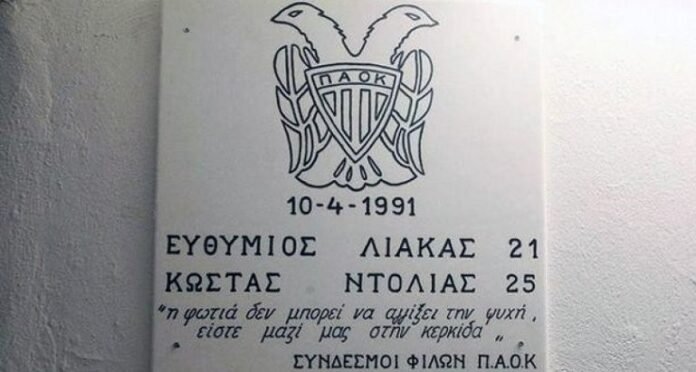 ΠΑΟΚ
10-4-1991
ΕΥΘΥΜΙΟΣ ΛΙΑΚΑΣ 21
ΚΩΣΤΑΣ ΝΤΟΛΙΑΣ 25
"η φωτιά δεν μπορεί να αγγίξει την ψυχή,
είστε μαζί μας στήν κερκίδα"
ΣΥΝΔΕΣΜΟΙ ΦΙΛΩΝ Π.Α.Ο.Κ